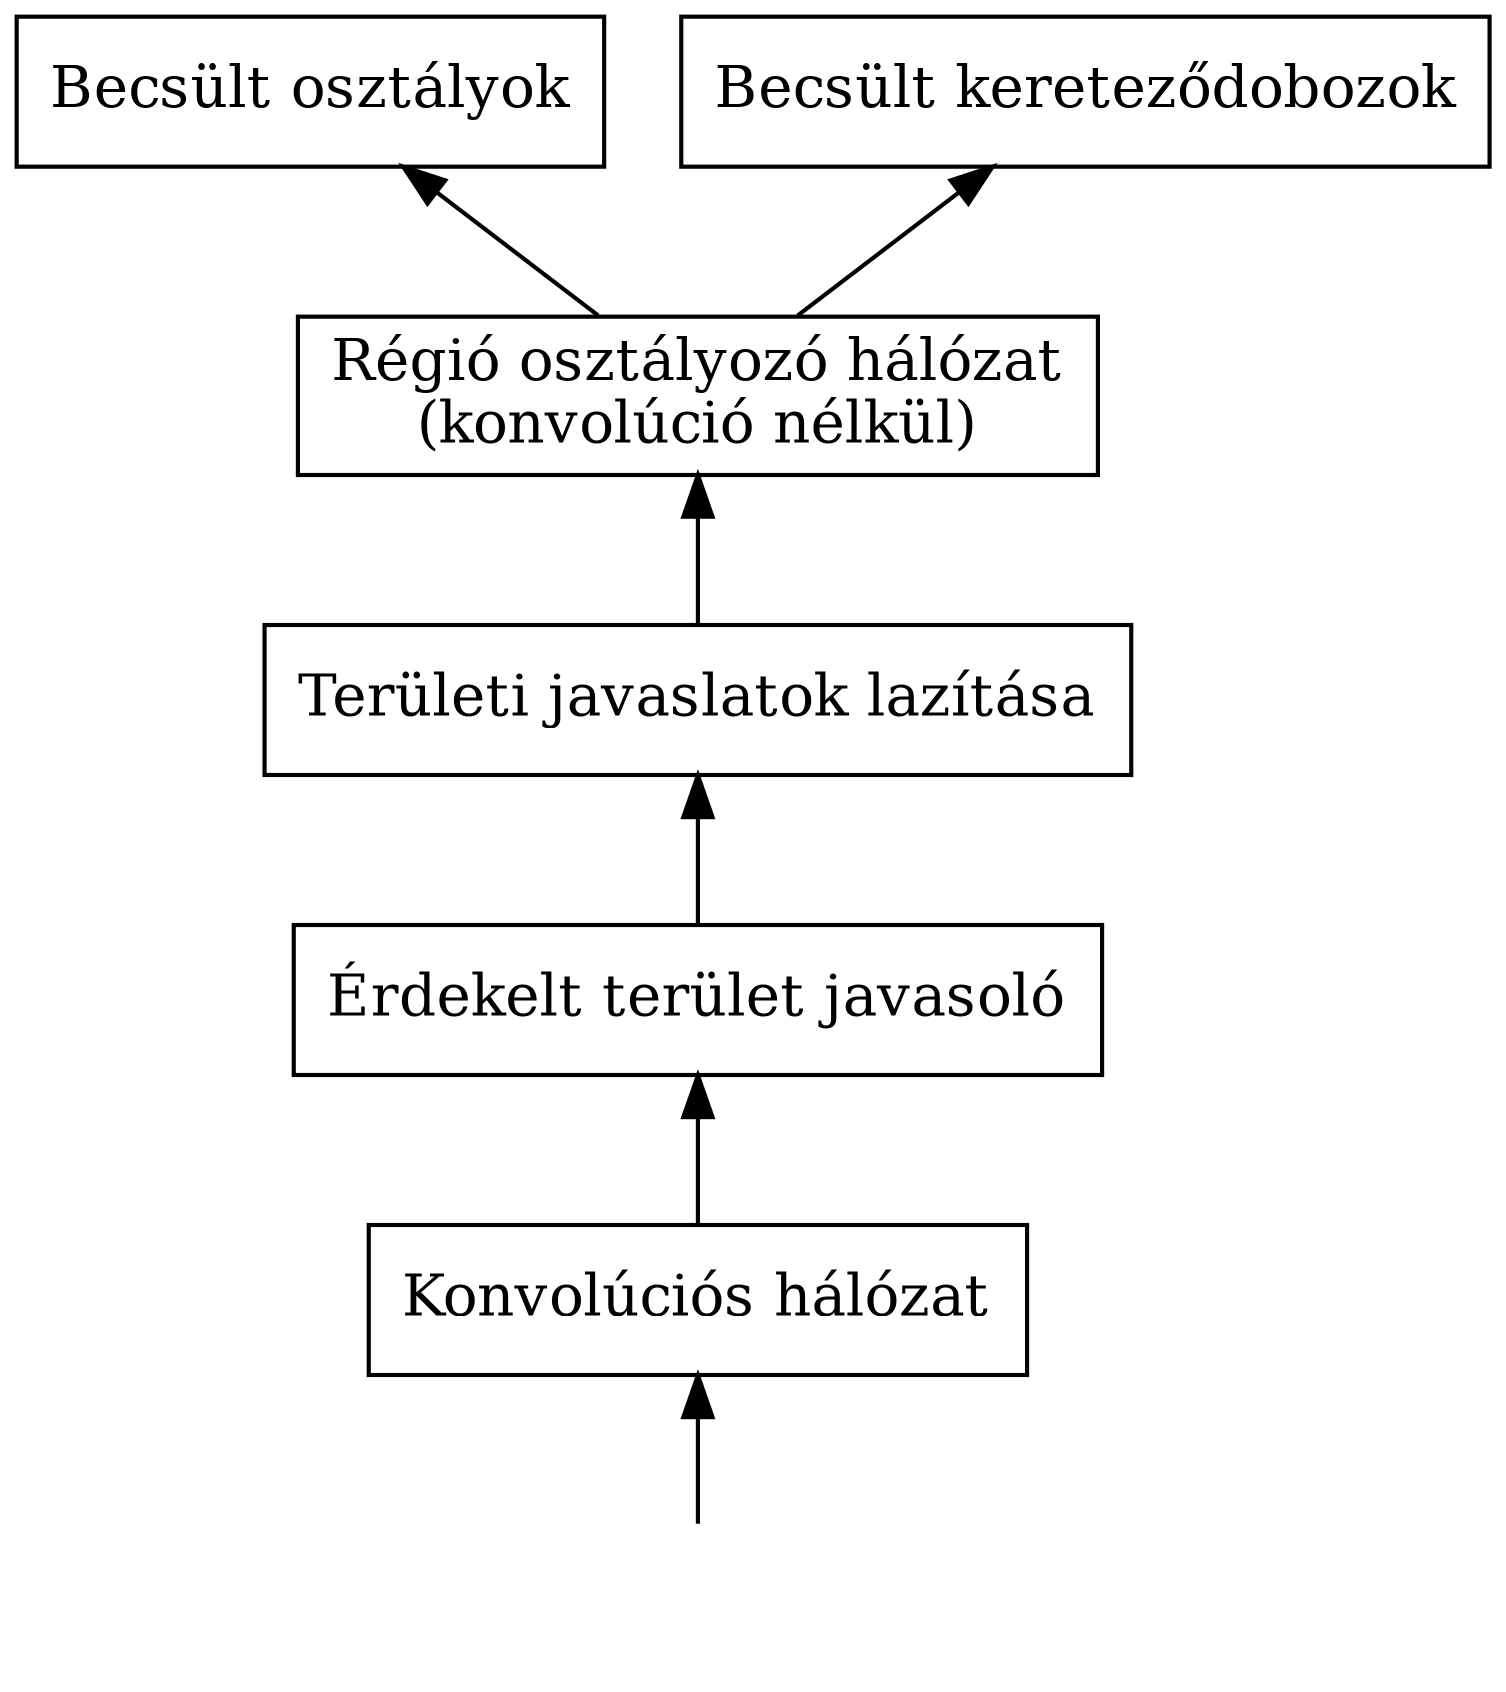 Becsült osztályok
Becsült kereteződobozok
Régió osztályozó hálózat
(konvolúció nélkül)
Területi javaslatok lazítása
Érdekelt terület javasoló
Konvolúciós hálózat